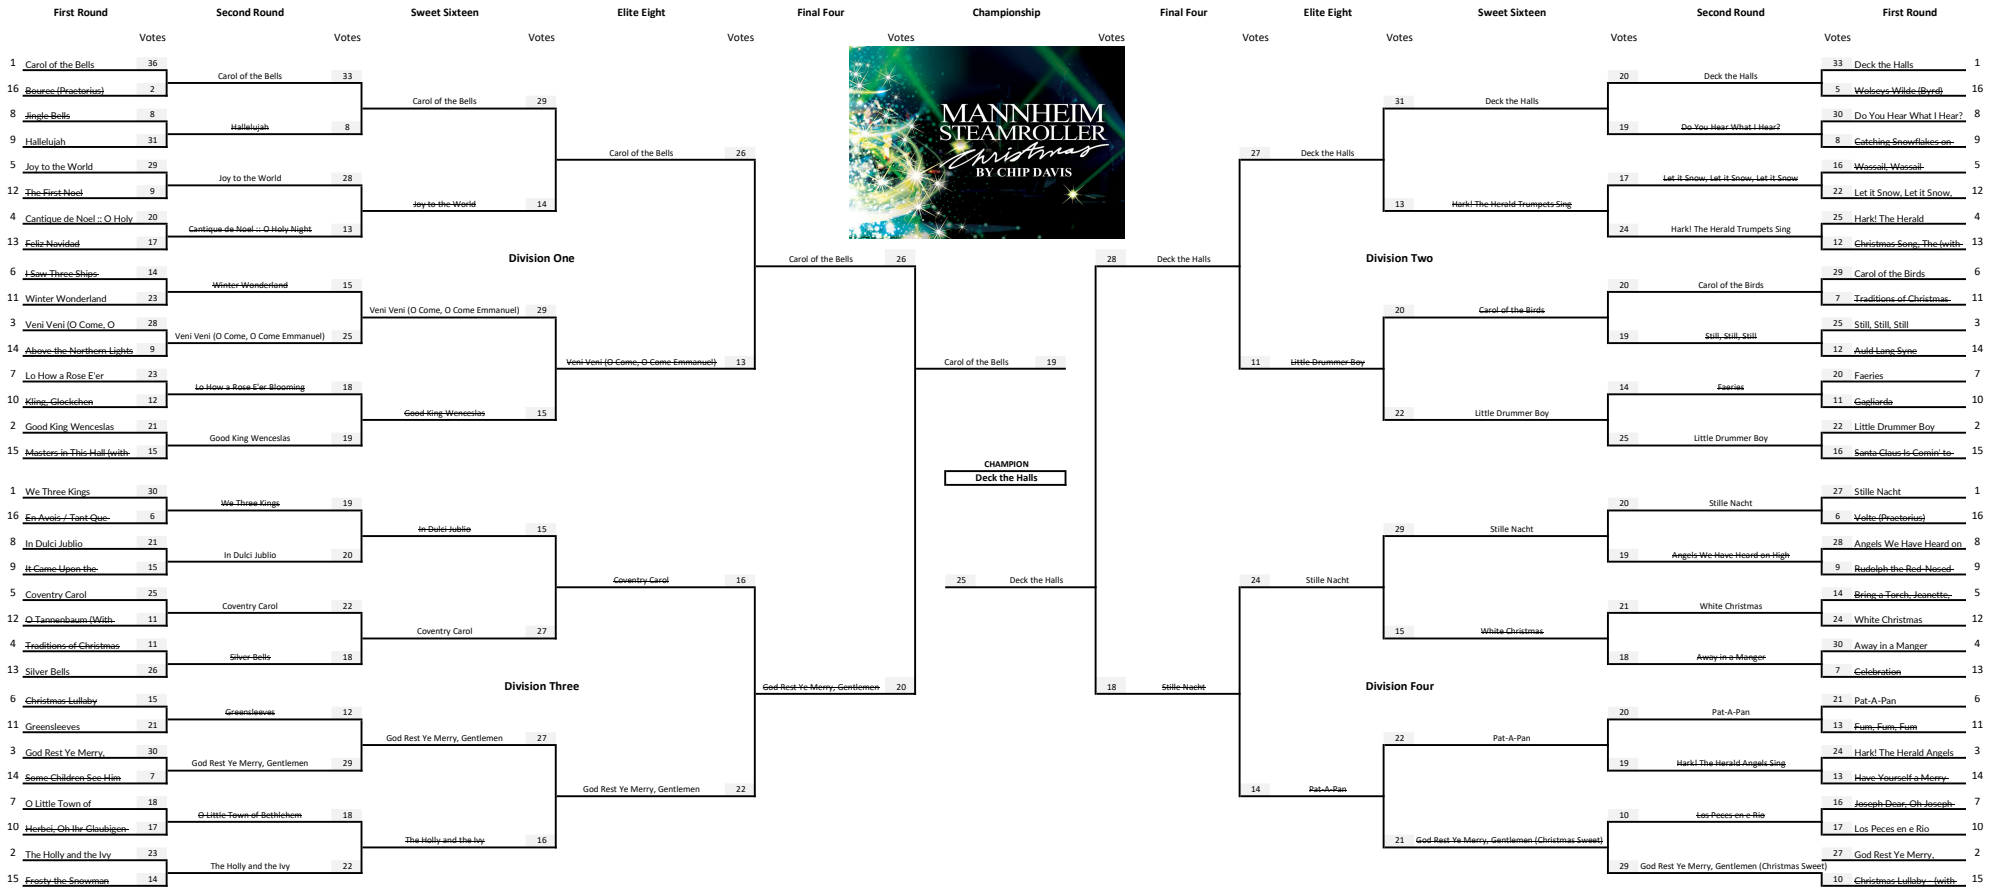 First Round Second Round Sweet Sixteen Elite Eight Final Four Championship Final Four Elite Eight Sweet Sixteen Second Round First Round
Votes Votes Votes Votes Votes Votes Votes Votes Votes Votes
MANNHEIM
STEAMROLLER
Christmas
BY CHIP DAVIS
Division One
1 Carol of the Bells 36
16 Bouree (Praetorius) 2
8 Jingle Bells 8
9 Hallelujah 31
5 Joy to the World 29
12 The First Noel 9
4 Cantique de Noel :: O Holy 20
13 Feliz Navidad 17
6 I Saw Three Ships 14
11 Winter Wonderland 23
3 Veni Veni (O Come, O 28
14 Above the Northern Lights 9
7 Lo How a Rose E'er 23
10 Kling, Glockchen 12
2 Good King Wenceslas 21
15 Masters in This Hall (with 15
Carol of the Bells 33
Hallelujah 8
Joy to the World 28
Cantique de Noel :: O Holy Night 13
Winter Wonderland 15
Veni Veni (O Come, O Come Emmanuel) 25
Lo How a Rose E'er Blooming 18
Good King Wenceslas 19
Carol of the Bells 29
Joy to the World 14
Veni Veni (O Come, O Come Emmanuel) 29
Good King Wenceslas 15
Carol of the Bells 26
Veni Veni (O Come, O Come Emmanuel) 13
Carol of the Bells 26
Division Three
1 We Three Kings 30
16 En Avois / Tant Que 6
8 In Dulci Jublio 21
9 It Came Upon the 15
5 Coventry Carol 25
12 O Tannenbaum (With 11
4 Traditions of Christmas 11
13 Silver Bells 26
6 Christmas Lullaby 15
11 Greensleeves 21
3 God Rest Ye Merry, 30
14 Some Children See Him 7
7 O Little Town of 18
10 Herbei, Oh Ihr Glaubigen 17
2 The Holly and the Ivy 23
15 Frosty the Snowman 14
We Three Kings 19
In Dulci Jublio 20
Coventry Carol 22
Silver Bells 18
Greensleeves 12
God Rest Ye Merry, Gentlemen 29
O Little Town of Bethlehem 18
The Holly and the Ivy 22
In Dulci Jublio 15
Coventry Carol 27
God Rest Ye Merry, Gentlemen 27
The Holly and the Ivy 16
Coventry Carol 16
God Rest Ye Merry, Gentlemen 22
God Rest Ye Merry, Gentlemen 20
Carol of the Bells 19
CHAMPION
Deck the Halls
25 Deck the Halls
Division Two
28 Deck the Halls
27 Deck the Halls
11 Little Drummer Boy
31 Deck the Halls
13 Hark! The Herald Trumpets Sing
20 Carol of the Birds
22 Little Drummer Boy
20 Deck the Halls
19 Do You Hear What I Hear?
17 Let it Snow, Let it Snow, Let it Snow
24 Hark! The Herald Trumpets Sing
20 Carol of the Birds
19 Still, Still, Still
14 Faeries
25 Little Drummer Boy
33 Deck the Halls 1
5 Wolseys Wilde (Byrd) 16
30 Do You Hear What I Hear? 8
8 Catching Snowflakes on 9
16 Wassail, Wassail 5
22 Let it Snow, Let it Snow, 12
25 Hark! The Herald 4
12 Christmas Song, The (with 13
29 Carol of the Birds 6
7 Traditions of Christmas 11
25 Still, Still, Still 3
12 Auld Lang Syne 14
20 Faeries 7
11 Gagliarda 10
22 Little Drummer Boy 2
16 Santa Claus Is Comin' to 15
Division Four
18 Stille Nacht
24 Stille Nacht
14 Pat-A-Pan
29 Stille Nacht
15 White Christmas
22 Pat-A-Pan
21 God Rest Ye Merry, Gentlemen (Christmas Sweet)
20 Stille Nacht
19 Angels We Have Heard on High
21 White Christmas
18 Away in a Manger
20 Pat-A-Pan
19 Hark! The Herald Angels Sing
10 Los Peces en e Rio
29 God Rest Ye Merry, Gentlemen (Christmas Sweet)
27 Stille Nacht 1
6 Volte (Praetorius) 16
28 Angels We Have Heard on 8
9 Rudolph the Red-Nosed 9
14 Bring a Torch, Jeanette, 5
24 White Christmas 12
30 Away in a Manger 4
7 Celebration 13
21 Pat-A-Pan 6
13 Fum, Fum, Fum 11
24 Hark! The Herald Angels 3
13 Have Yourself a Merry 14
16 Joseph Dear, Oh Joseph 7
17 Los Peces en e Rio 10
27 God Rest Ye Merry, 2
10 Christmas Lullaby - (with 15